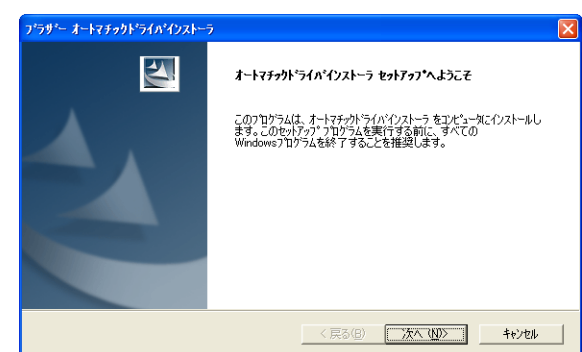 ブラザー オートマチックドライバインストーラ
オートマチックドライバインストーラ セットアップへようこそ
このプログラムは、オートマチックドライバインストーラ をコンピュータにインストールし
ます。このセットアップ プログラムを実行する前に、すべての
Windowsプログラムを終了することを推奨します。
< 戻る(B) 次へ (N)> キャンセル